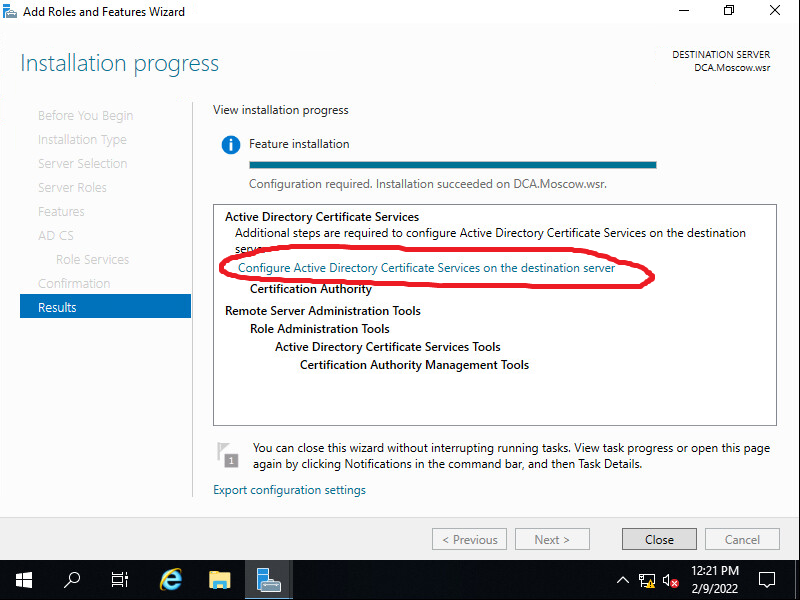 Add Roles and Features Wizard
Installation progress
DESTINATION SERVER
DCA.Moscow.wsr
Before You Begin
Installation Type
Server Selection
Server Roles
Features
AD CS
Role Services
Confirmation
Results
View installation progress
Feature installation
Configuration required. Installation succeeded on DCA.Moscow.wsr.
Active Directory Certificate Services
Additional steps are required to configure Active Directory Certificate Services on the destination
Configure Active Directory Certificate Services on the destination server
Certification Authority
Remote Server Administration Tools
Role Administration Tools
Active Directory Certificate Services Tools
Certification Authority Management Tools
1
You can close this wizard without interrupting running tasks. View task progress or open this page
again by clicking Notifications in the command bar, and then Task Details.
Export configuration settings
< Previous
Next >
Close
Cancel
12:21 PM
2/9/2022